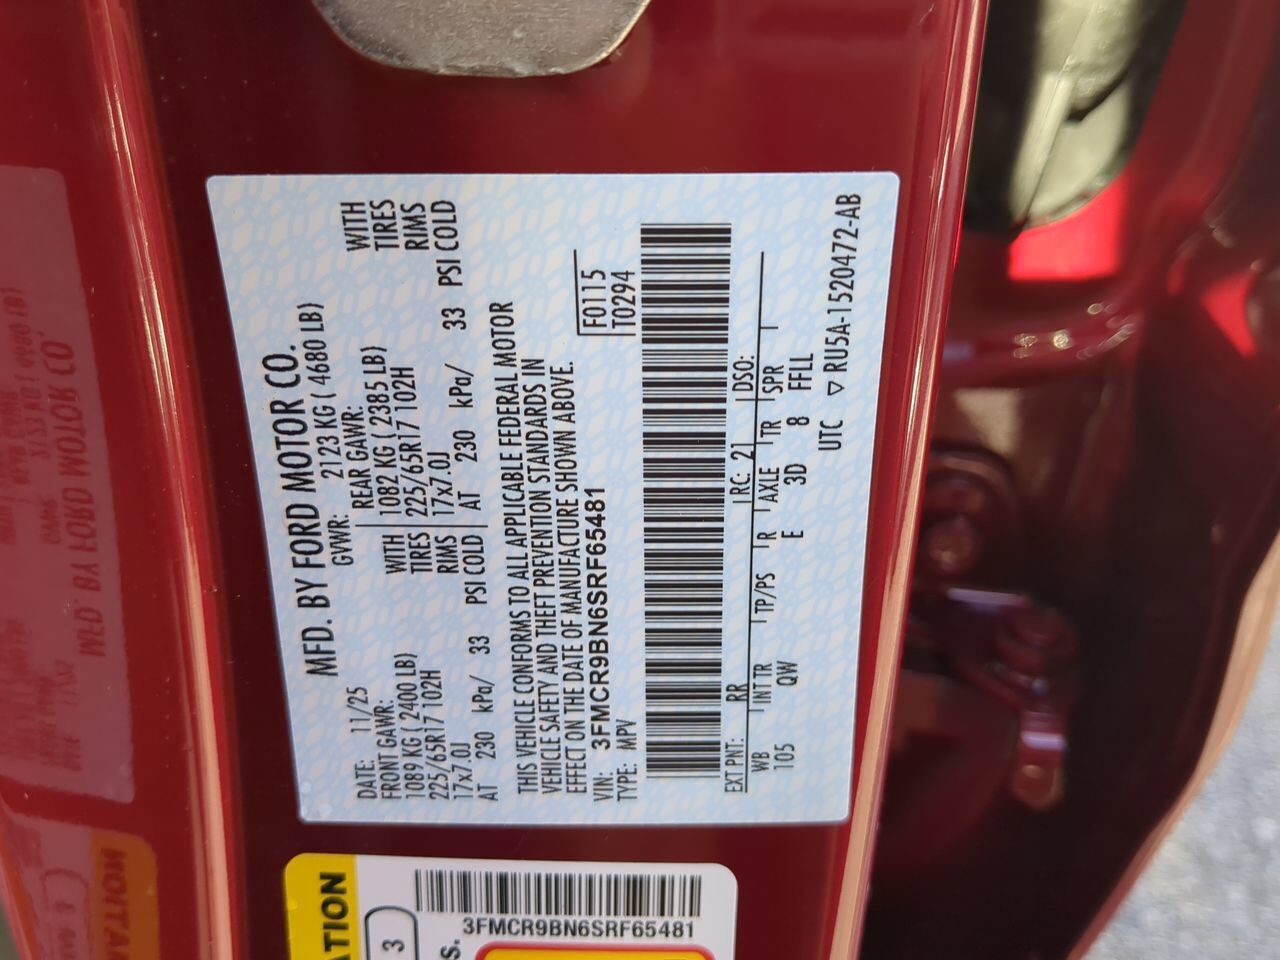 MFD. BY FORD MOTOR CO.
DATE: 11/25 GVWR: 2123 KG ( 4680 LB)
FRONT GAWR: REAR GAWR:
1089 KG ( 2400 LB) WITH 1082 KG ( 2385 LB) WITH
225/65R17 102H TIRES 225/65R17 102H TIRES
17x7.0J RIMS 17x7.0J RIMS
AT 230 kPa/ 33 PSI COLD AT 230 kPa/ 33 PSI COLD
THIS VEHICLE CONFORMS TO ALL APPLICABLE FEDERAL MOTOR
VEHICLE SAFETY AND THEFT PREVENTION STANDARDS IN
EFFECT ON THE DATE OF MANUFACTURE SHOWN ABOVE.
VIN: 3FMCR9BN6SRF65481 F0115
TYPE: MPV T0294
EXT PNT: RR RC: 21 DSO:
WB INT TR TP/PS R AXLE TR SPR
105 QW E 3D 8 FFLL
UTC ▽ RU5A-1520472-AB
ATION
3
3FMCR9BN6SRF65481
s.